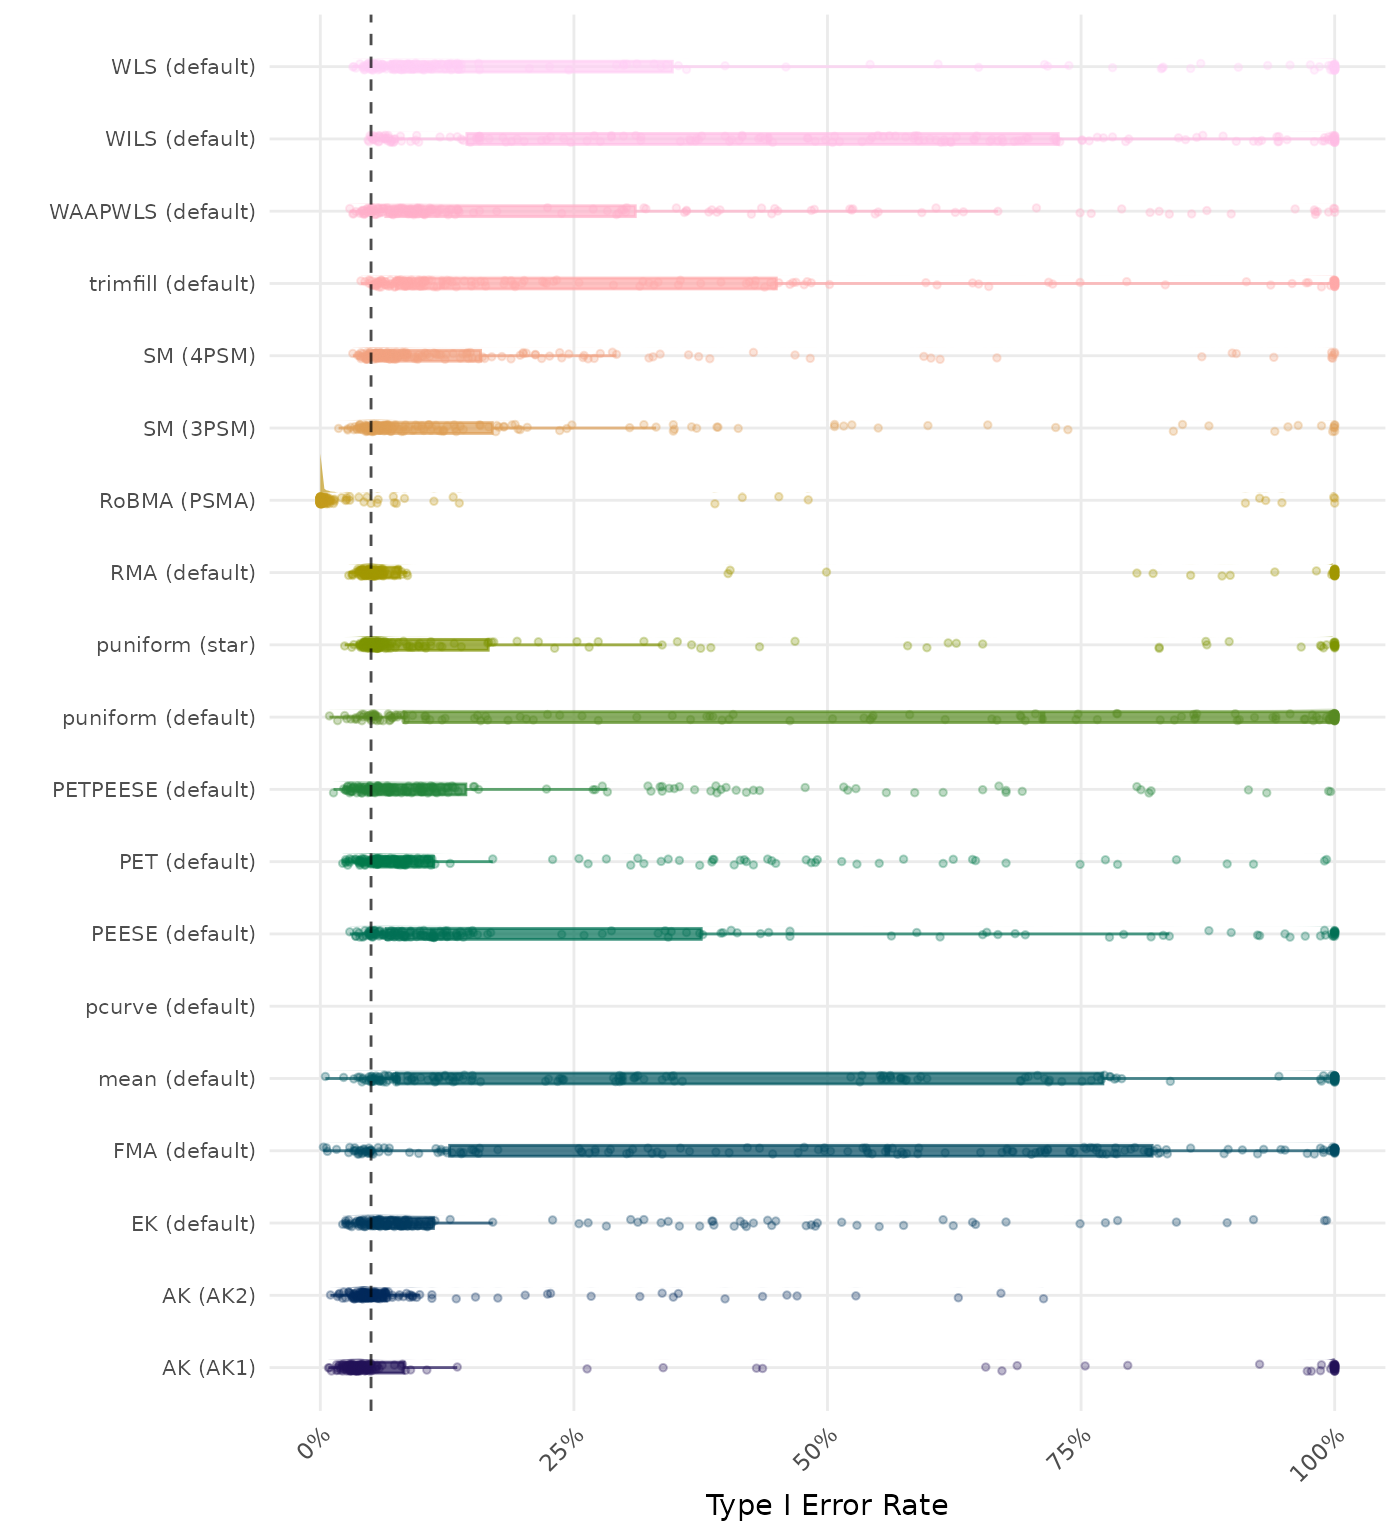 WLS (default)
WILS (default)
WAAPWLS (default)
trimfill (default)
SM (4PSM)
SM (3PSM)
RoBMA (PSMA)
RMA (default)
puniform (star)
puniform (default)
PETPEESE (default)
PET (default)
PEESE (default)
pcurve (default)
mean (default)
FMA (default)
EK (default)
AK (AK2)
AK (AK1)
0% 25% 50% 75% 100%
Type I Error Rate